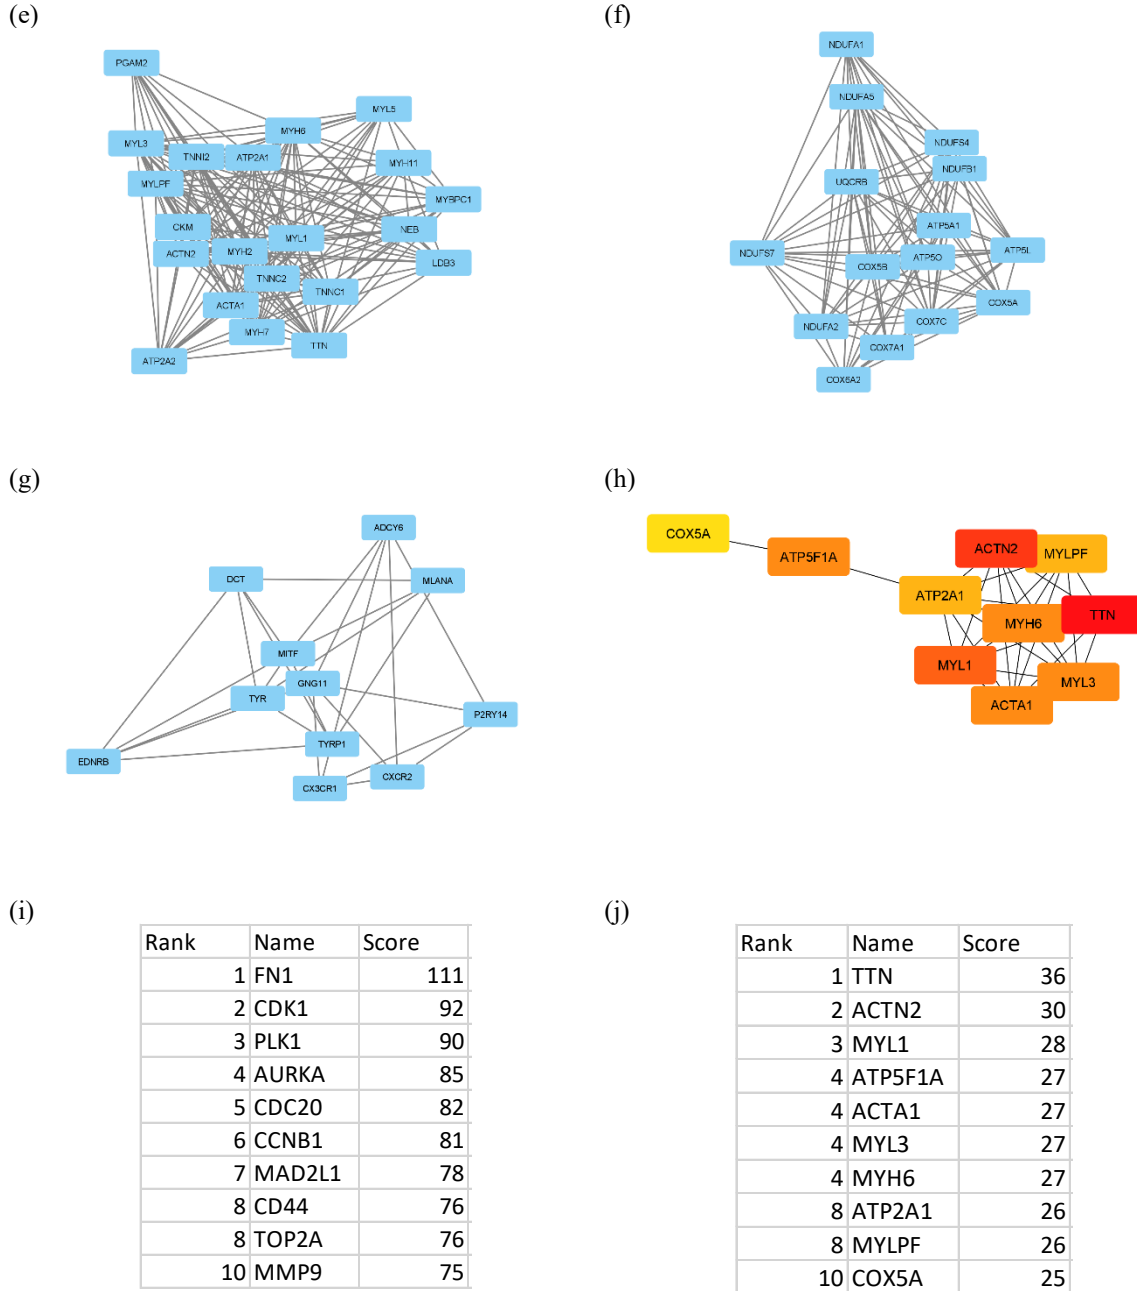 (e)
PGAM2
MYL5
MYH6
MYL3
TNNI2
ATP2A1
MYH11
MYLPF
MYBPC1
CKM
NEB
MYL1
ACTN2
MYH2
LDB3
TNNC2
TNNC1
ACTA1
MYH7
TTN
ATP2A2
(f)
NDUFA1
NDUFA5
NDUFS4
NDUFB1
UQCRB
ATP5A1
NDUFS7
ATP5L
ATP5O
COX5B
COX5A
NDUFA2
COX7C
COX7A1
COX6A2
(g)
ADCY6
DCT
MLANA
MITF
GNG11
TYR
P2RY14
TYRP1
EDNRB
CXCR2
CX3CR1
(h)
COX5A
ATP5F1A
ACTN2
MYLPF
ATP2A1
MYH6
TTN
MYL1
MYL3
ACTA1
(i)
Rank Name Score
1 FN1 111
2 CDK1 92
3 PLK1 90
4 AURKA 85
5 CDC20 82
6 CCNB1 81
7 MAD2L1 78
8 CD44 76
8 TOP2A 76
10 MMP9 75
(j)
Rank Name Score
1 TTN 36
2 ACTN2 30
3 MYL1 28
4 ATP5F1A 27
4 ACTA1 27
4 MYL3 27
4 MYH6 27
8 ATP2A1 26
8 MYLPF 26
10 COX5A 25